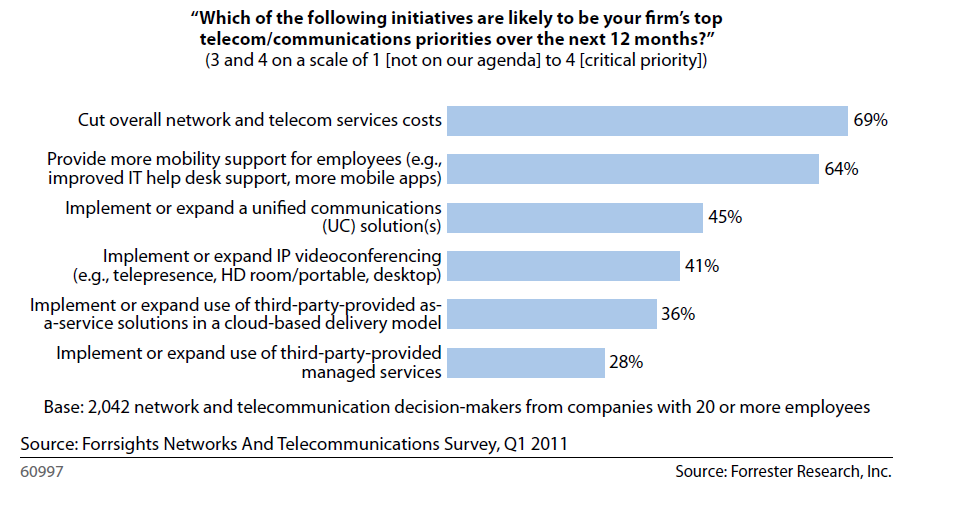 “Which of the following initiatives are likely to be your firm’s top
telecom/communications priorities over the next 12 months?”
(3 and 4 on a scale of 1 [not on our agenda] to 4 [critical priority])
Cut overall network and telecom services costs 69%
Provide more mobility support for employees (e.g.,
improved IT help desk support, more mobile apps) 64%
Implement or expand a unified communications
(UC) solution(s) 45%
Implement or expand IP videoconferencing
(e.g., telepresence, HD room/portable, desktop) 41%
Implement or expand use of third-party-provided as-
a-service solutions in a cloud-based delivery model 36%
Implement or expand use of third-party-provided
managed services 28%
Base: 2,042 network and telecommunication decision-makers from companies with 20 or more employees
Source: Forrsights Networks And Telecommunications Survey, Q1 2011
60997 Source: Forrester Research, Inc.